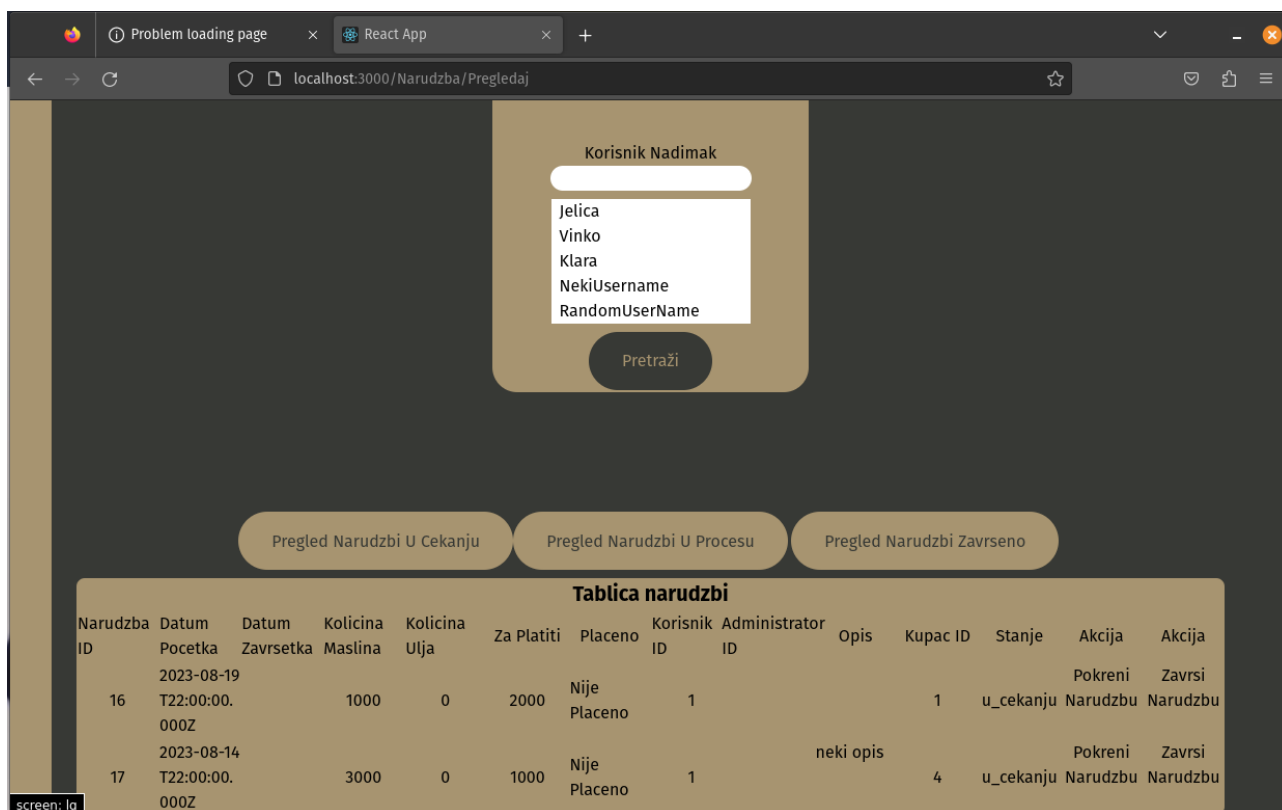 Problem loading page
React App
localhost:3000/Narudzba/Pregledaj
Korisnik Nadimak
Jelica
Vinko
Klara
NekiUsername
RandomUserName
Pretraži
Pregled Narudzbi U Cekanju
Pregled Narudzbi U Procesu
Pregled Narudzbi Zavrseno
Tablica narudzbi
Narudzba ID Datum Pocetka Datum Zavrsetka Kolicina Maslina Kolicina Ulja Za Platiti Placeno Korisnik ID Administrator ID Opis Kupac ID Stanje Akcija Akcija
16 2023-08-19T22:00:00.000Z 1000 0 2000 Nije Placeno 1 1 u_cekanju Pokreni Narudzbu Zavrsi Narudzbu
17 2023-08-14T22:00:00.000Z 3000 0 1000 Nije Placeno 1 neki opis 4 u_cekanju Pokreni Narudzbu Zavrsi Narudzbu
screen: lg